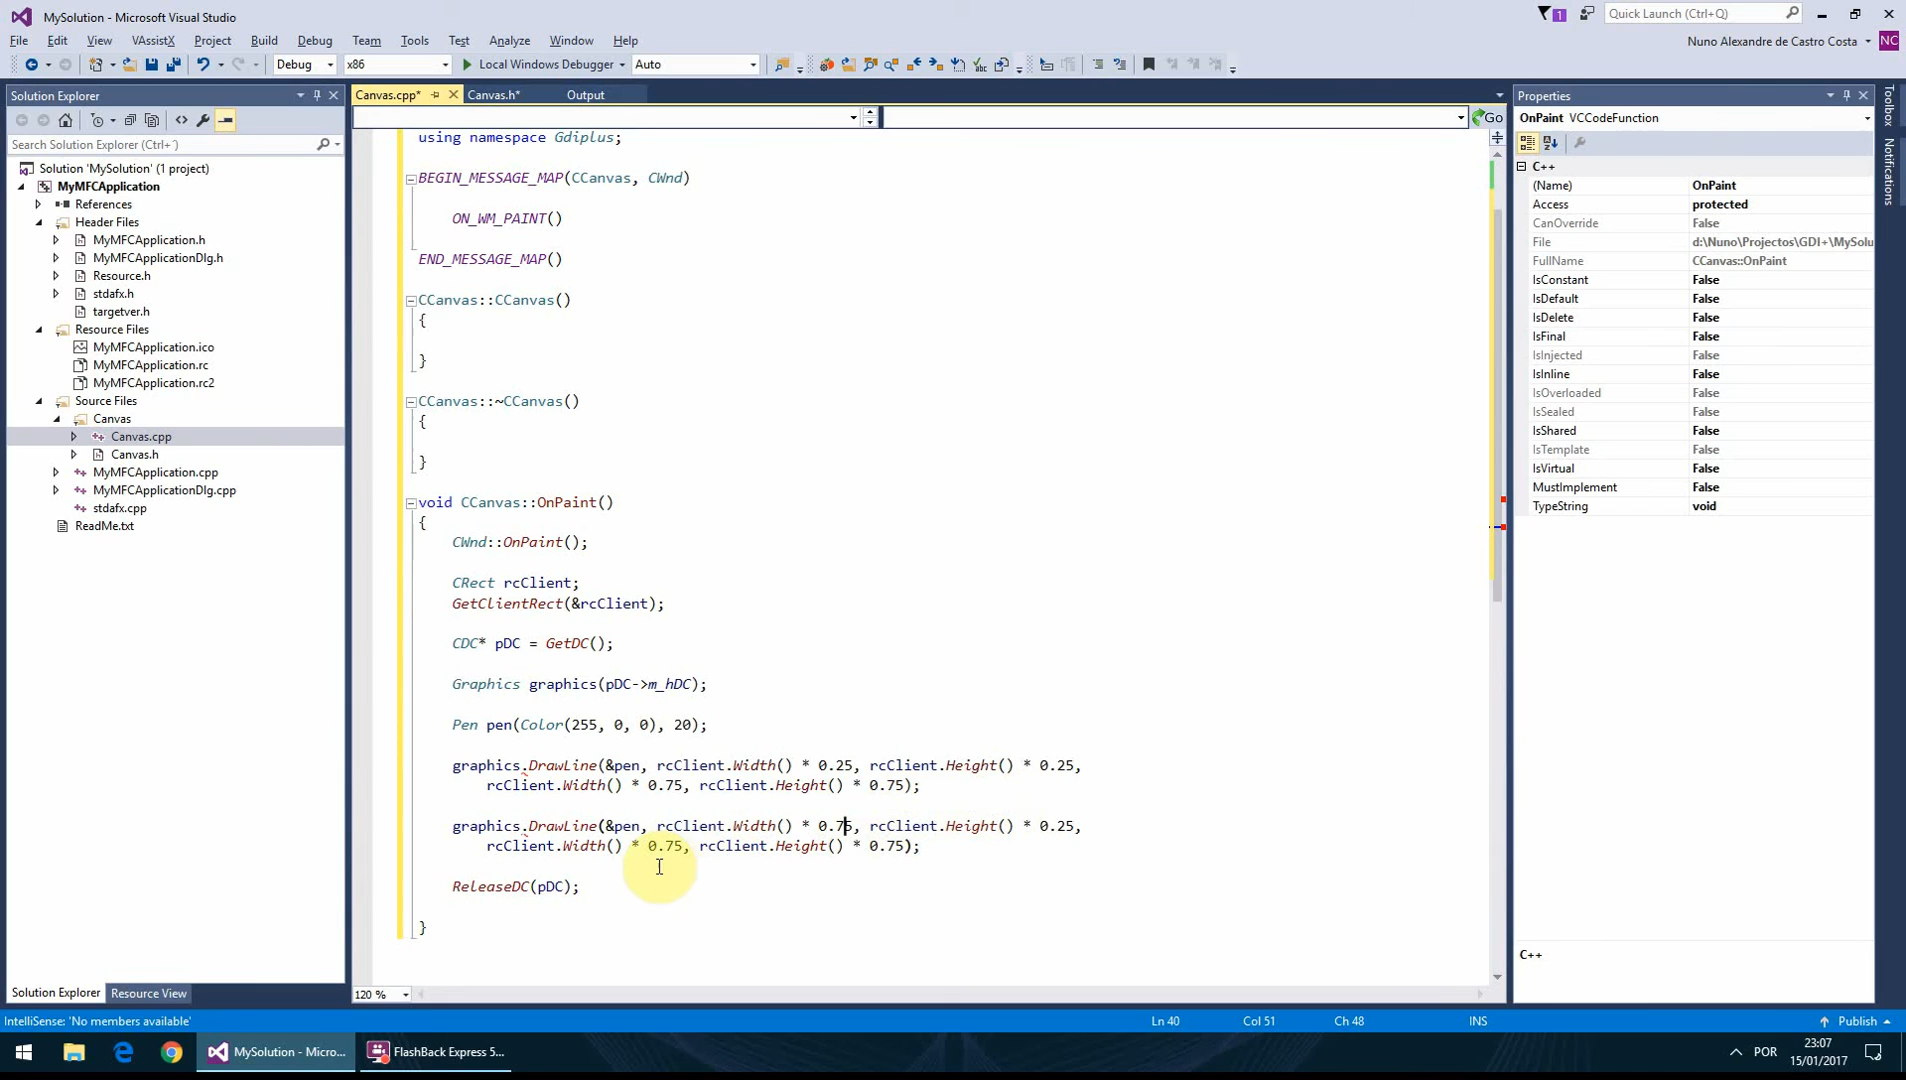 MySolution - Microsoft Visual Studio
1
Quick Launch (Ctrl+Q)
File Edit View VAssistX Project Build Debug Team Tools Test Analyze Window Help
Nuno Alexandre de Castro Costa NC
Debug x86 Local Windows Debugger Auto
Solution Explorer
Search Solution Explorer (Ctrl+~)
Solution 'MySolution' (1 project)
MyMFCApplication
References
Header Files
MyMFCApplication.h
MyMFCApplicationDlg.h
Resource.h
stdafx.h
targetver.h
Resource Files
MyMFCApplication.ico
MyMFCApplication.rc
MyMFCApplication.rc2
Source Files
Canvas
Canvas.cpp
Canvas.h
MyMFCApplication.cpp
MyMFCApplicationDlg.cpp
stdafx.cpp
ReadMe.txt
Solution Explorer Resource View
Canvas.cpp* Canvas.h* Output
Go
using namespace Gdiplus;
BEGIN_MESSAGE_MAP(CCanvas, CWnd)
ON_WM_PAINT()
END_MESSAGE_MAP()
CCanvas::CCanvas()
{
}
CCanvas::~CCanvas()
{
}
void CCanvas::OnPaint()
{
CWnd::OnPaint();
CRect rcClient;
GetClientRect(&rcClient);
CDC* pDC = GetDC();
Graphics graphics(pDC->m_hDC);
Pen pen(Color(255, 0, 0), 20);
graphics.DrawLine(&pen, rcClient.Width() * 0.25, rcClient.Height() * 0.25,
rcClient.Width() * 0.75, rcClient.Height() * 0.75);
graphics.DrawLine(&pen, rcClient.Width() * 0.75, rcClient.Height() * 0.25,
rcClient.Width() * 0.75, rcClient.Height() * 0.75);
ReleaseDC(pDC);
}
120 %
Properties
OnPaint VCCodeFunction
C++
(Name) OnPaint
Access protected
CanOverride False
File d:\Nuno\Projectos\GDI+\MySolu
FullName CCanvas::OnPaint
IsConstant False
IsDefault False
IsDelete False
IsFinal False
IsInjected False
IsInline False
IsOverloaded False
IsSealed False
IsShared False
IsTemplate False
IsVirtual False
MustImplement False
TypeString void
C++
Toolbox
Notifications
IntelliSense: 'No members available' Ln 40 Col 51 Ch 48 INS Publish
MySolution - Micro... FlashBack Express 5... POR 23:07
15/01/2017